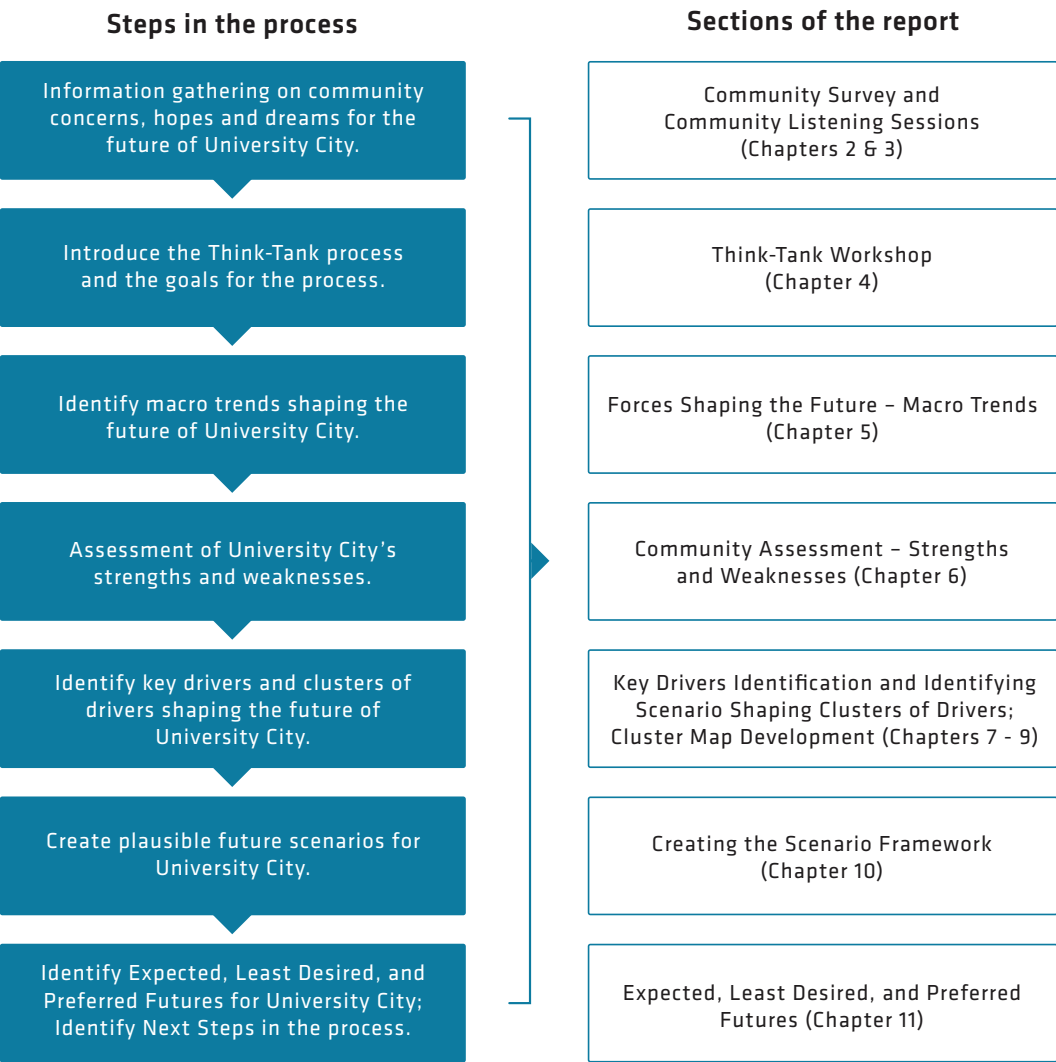 Steps in the process
Information gathering on community
concerns, hopes and dreams for the
future of University City.
Introduce the Think-Tank process
and the goals for the process.
Identify macro trends shaping the
future of University City.
Assessment of University City’s
strengths and weaknesses.
Identify key drivers and clusters of
drivers shaping the future of
University City.
Create plausible future scenarios for
University City.
Identify Expected, Least Desired, and
Preferred Futures for University City;
Identify Next Steps in the process.
Sections of the report
Community Survey and
Community Listening Sessions
(Chapters 2 & 3)
Think-Tank Workshop
(Chapter 4)
Forces Shaping the Future – Macro Trends
(Chapter 5)
Community Assessment – Strengths
and Weaknesses (Chapter 6)
Key Drivers Identification and Identifying
Scenario Shaping Clusters of Drivers;
Cluster Map Development (Chapters 7 - 9)
Creating the Scenario Framework
(Chapter 10)
Expected, Least Desired, and Preferred
Futures (Chapter 11)